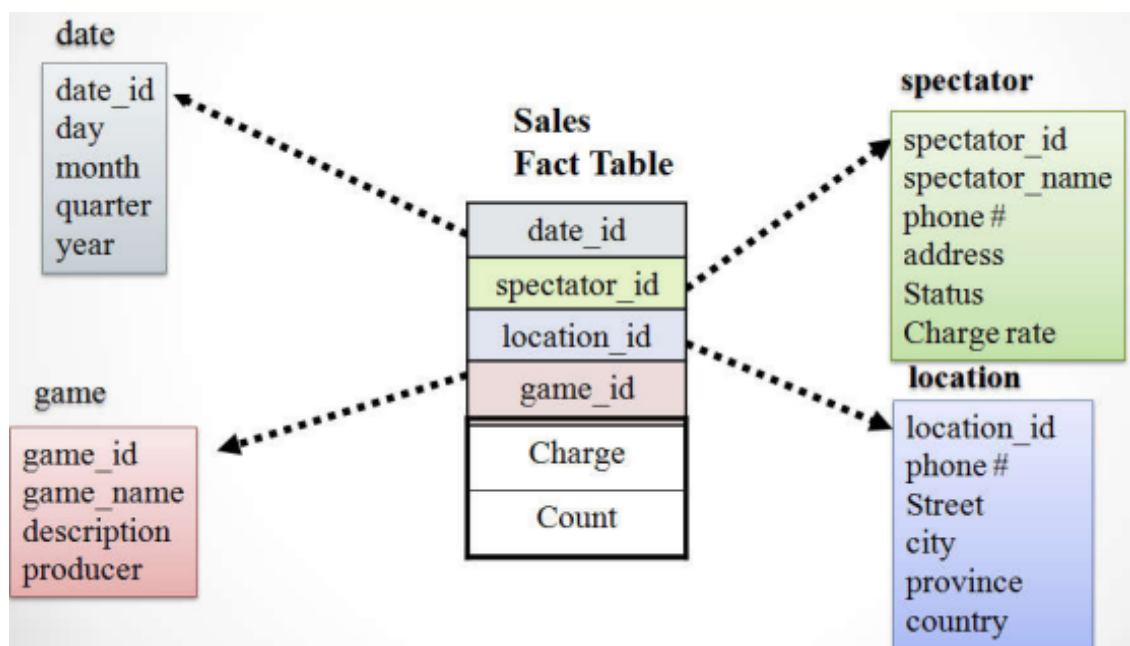 date
date_id
day
month
quarter
year
game
game_id
game_name
description
producer
Sales
Fact Table
date_id
spectator_id
location_id
game_id
Charge
Count
spectator
spectator_id
spectator_name
phone #
address
Status
Charge rate
location
location_id
phone #
Street
city
province
country